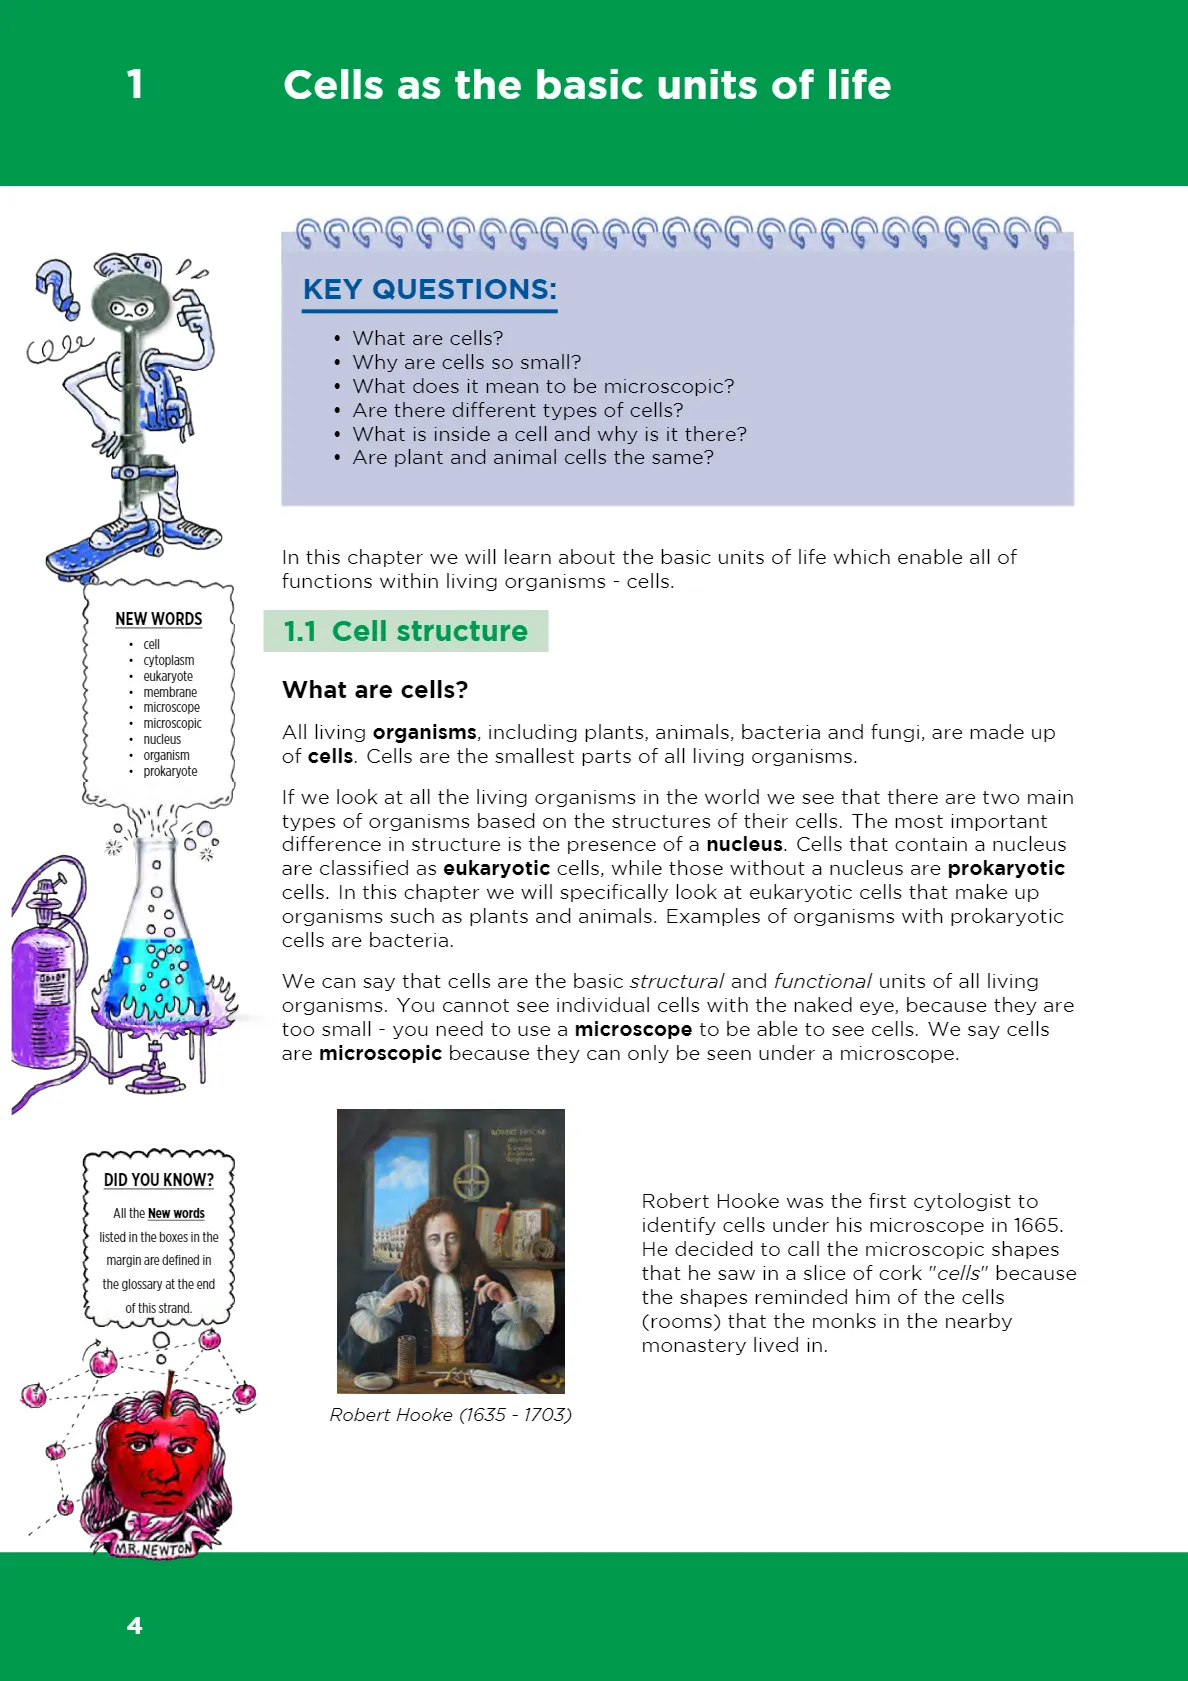 1 Cells as the basic units of life
KEY QUESTIONS:
• What are cells?
• Why are cells so small?
• What does it mean to be microscopic?
• Are there different types of cells?
• What is inside a cell and why is it there?
• Are plant and animal cells the same?
In this chapter we will learn about the basic units of life which enable all of
functions within living organisms - cells.
NEW WORDS
• cell
• cytoplasm
• eukaryote
• membrane
• microscope
• microscopic
• nucleus
• organism
• prokaryote
1.1 Cell structure
What are cells?
All living organisms, including plants, animals, bacteria and fungi, are made up
of cells. Cells are the smallest parts of all living organisms.
If we look at all the living organisms in the world we see that there are two main
types of organisms based on the structures of their cells. The most important
difference in structure is the presence of a nucleus. Cells that contain a nucleus
are classified as eukaryotic cells, while those without a nucleus are prokaryotic
cells. In this chapter we will specifically look at eukaryotic cells that make up
organisms such as plants and animals. Examples of organisms with prokaryotic
cells are bacteria.
We can say that cells are the basic structural and functional units of all living
organisms. You cannot see individual cells with the naked eye, because they are
too small - you need to use a microscope to be able to see cells. We say cells
are microscopic because they can only be seen under a microscope.
DID YOU KNOW?
All the New words
listed in the boxes in the
margin are defined in
the glossary at the end
of this strand.
MR. NEWTON
ROBERT HOOKE
Robert Hooke (1635 - 1703)
Robert Hooke was the first cytologist to
identify cells under his microscope in 1665.
He decided to call the microscopic shapes
that he saw in a slice of cork "cells" because
the shapes reminded him of the cells
(rooms) that the monks in the nearby
monastery lived in.
4